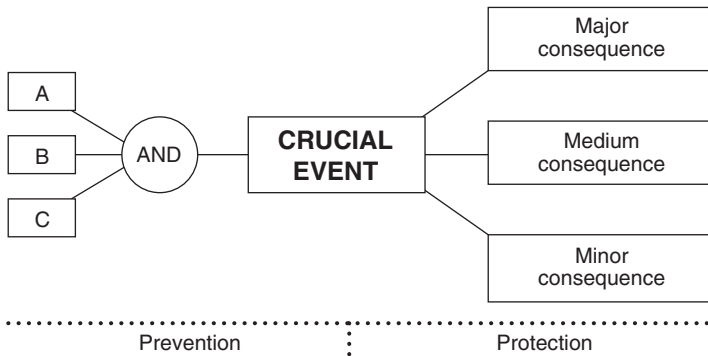 A
B
C
AND
CRUCIAL
EVENT
Major
consequence
Medium
consequence
Minor
consequence
Prevention
Protection